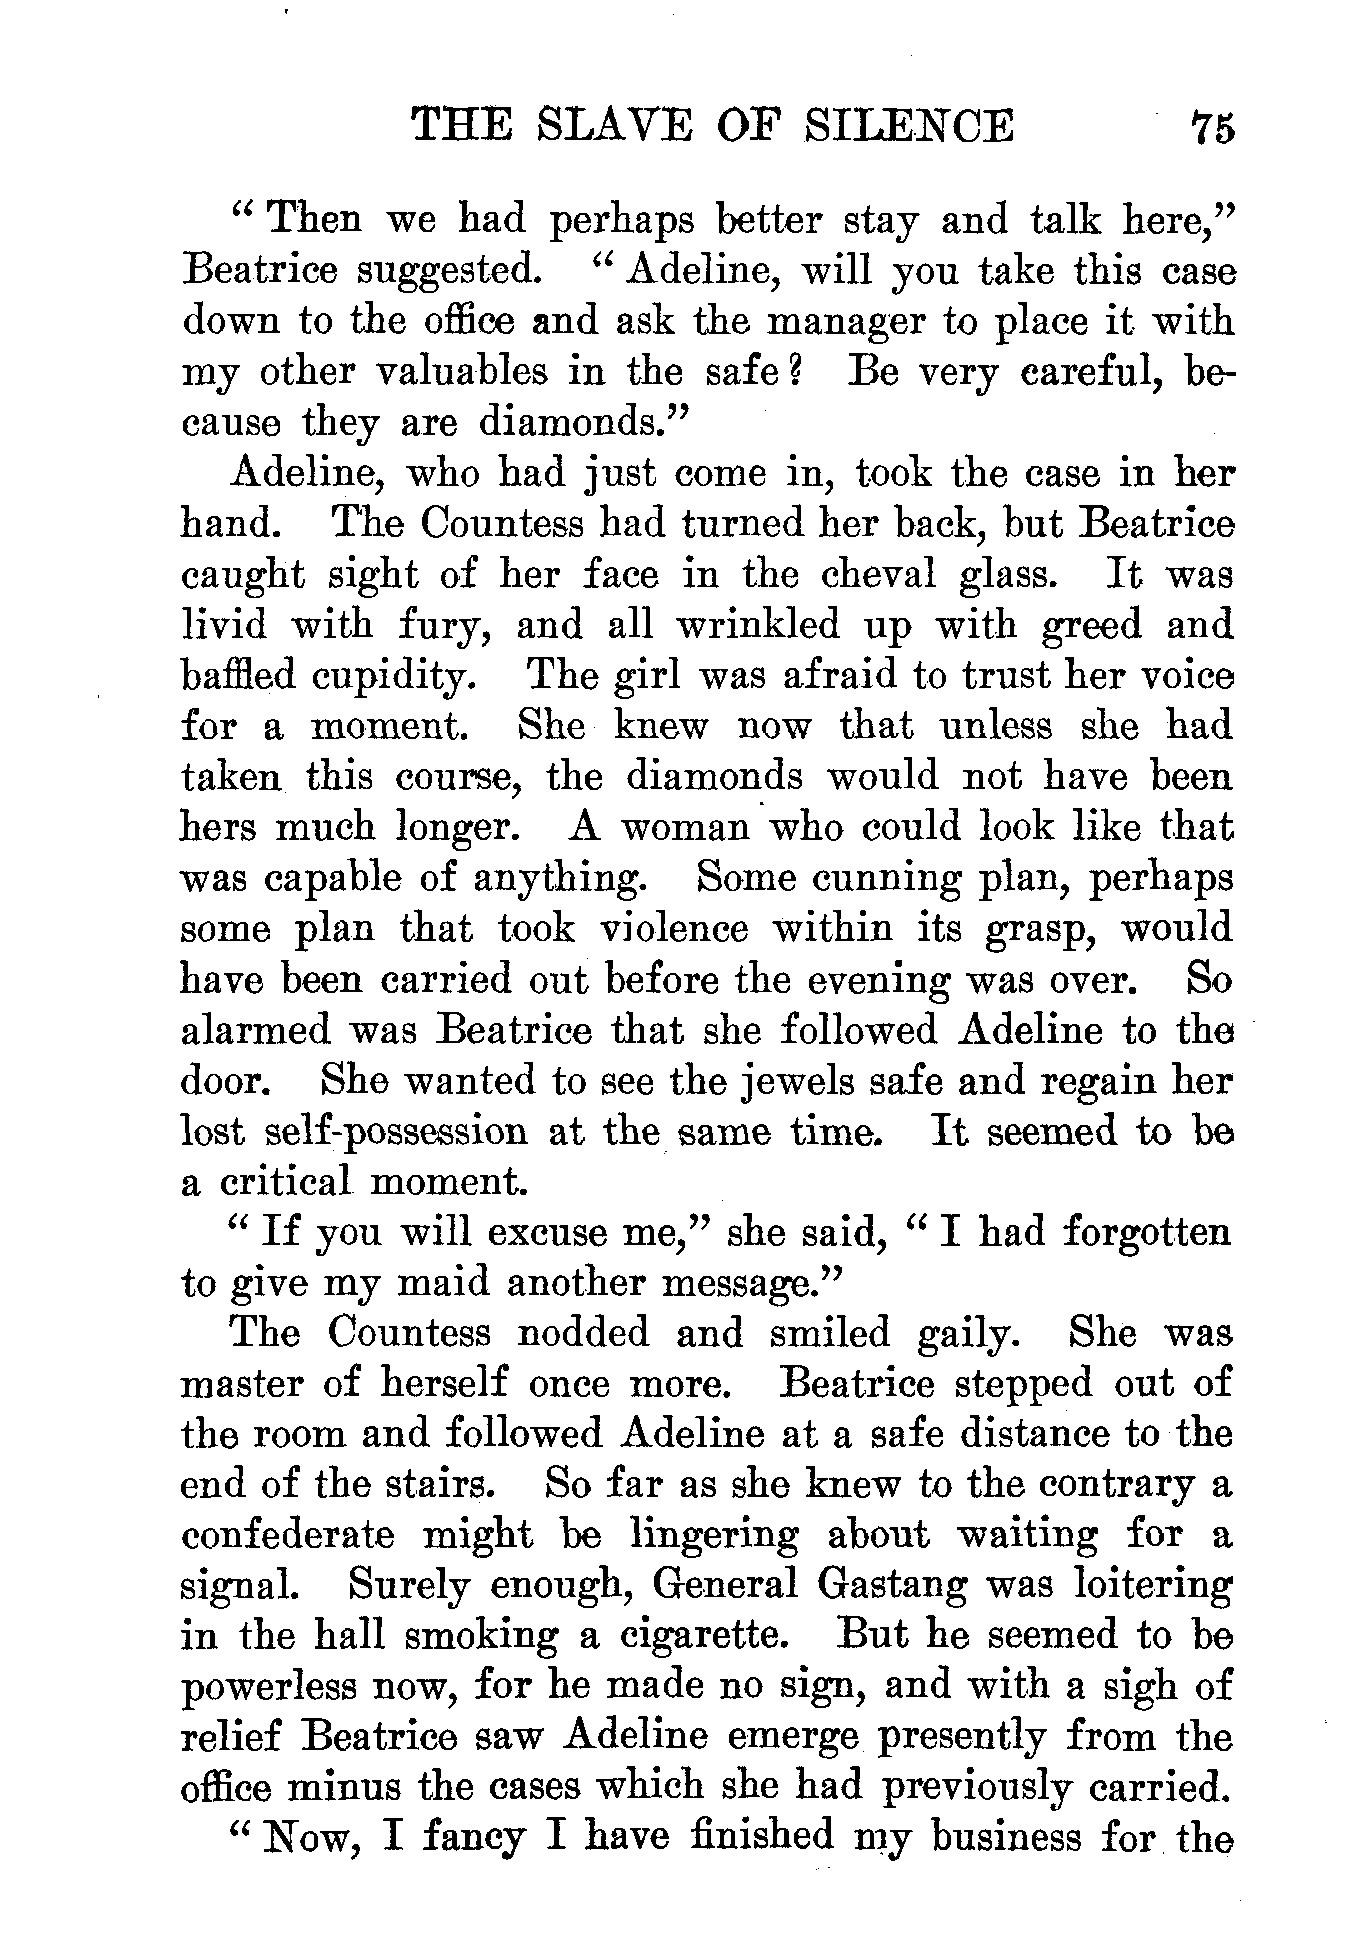 THE SLAVE OF SILENCE 75
“ Then we had perhaps better stay and talk here,”
Beatrice suggested. “ Adeline, will you take this case
down to the office and ask the manager to place it with
my other valuables in the safe ? Be very careful, be-
cause they are diamonds.”
Adeline, who had just come in, took the case in her
hand. The Countess had turned her back, but Beatrice
caught sight of her face in the cheval glass. It was
livid with fury, and all wrinkled up with greed and
baffled cupidity. The girl was afraid to trust her voice
for a moment. She knew now that unless she had
taken this course, the diamonds would not have been
hers much longer. A woman who could look like that
was capable of anything. Some cunning plan, perhaps
some plan that took violence within its grasp, would
have been carried out before the evening was over. So
alarmed was Beatrice that she followed Adeline to the
door. She wanted to see the jewels safe and regain her
lost self-possession at the same time. It seemed to be
a critical moment.
“ If you will excuse me,” she said, “ I had forgotten
to give my maid another message.”
The Countess nodded and smiled gaily. She was
master of herself once more. Beatrice stepped out of
the room and followed Adeline at a safe distance to the
end of the stairs. So far as she knew to the contrary a
confederate might be lingering about waiting for a
signal. Surely enough, General Gastang was loitering
in the hall smoking a cigarette. But he seemed to be
powerless now, for he made no sign, and with a sigh of
relief Beatrice saw Adeline emerge presently from the
office minus the cases which she had previously carried.
“ Now, I fancy I have finished my business for the